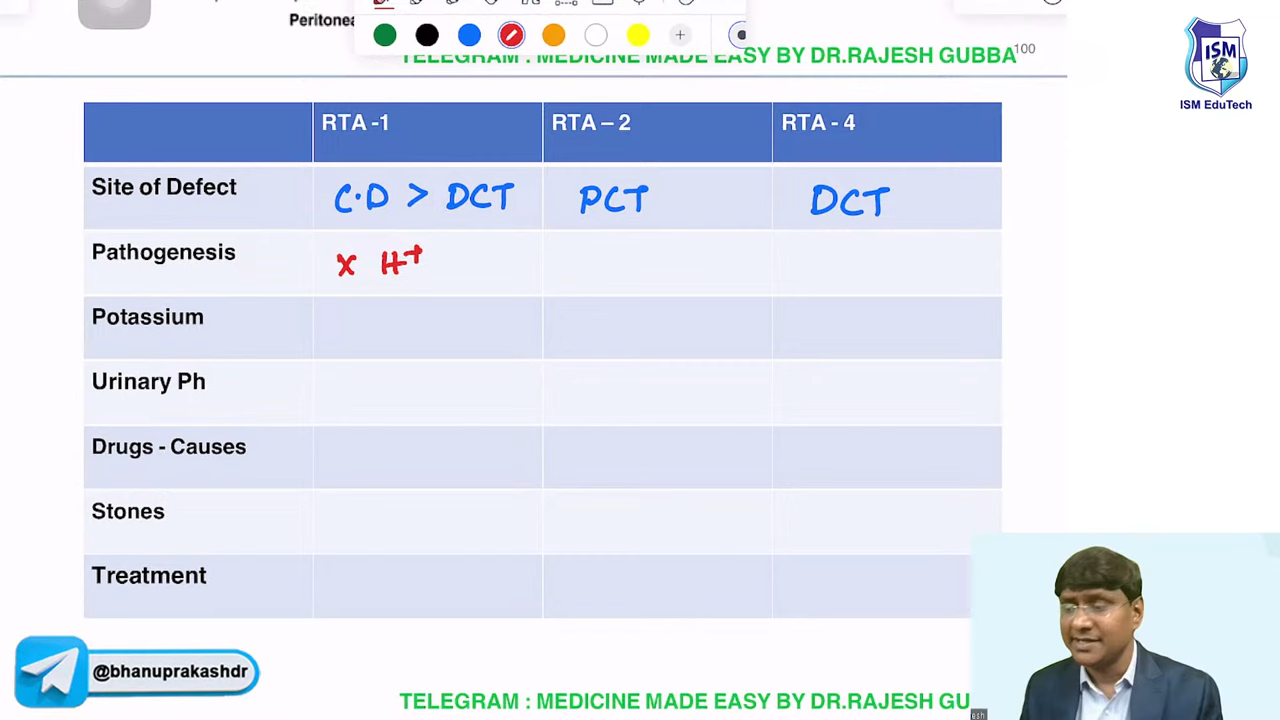 Peritonea
TELEGRAM : MEDICINE MADE EASY BY DR.RAJESH GUBBA
100
ISM
ISM EduTech
RTA -1 RTA – 2 RTA - 4
Site of Defect C.D > DCT PCT DCT
Pathogenesis x H+
Potassium
Urinary Ph
Drugs - Causes
Stones
Treatment
@bhanuprakashdr
TELEGRAM : MEDICINE MADE EASY BY DR.RAJESH GU
esh